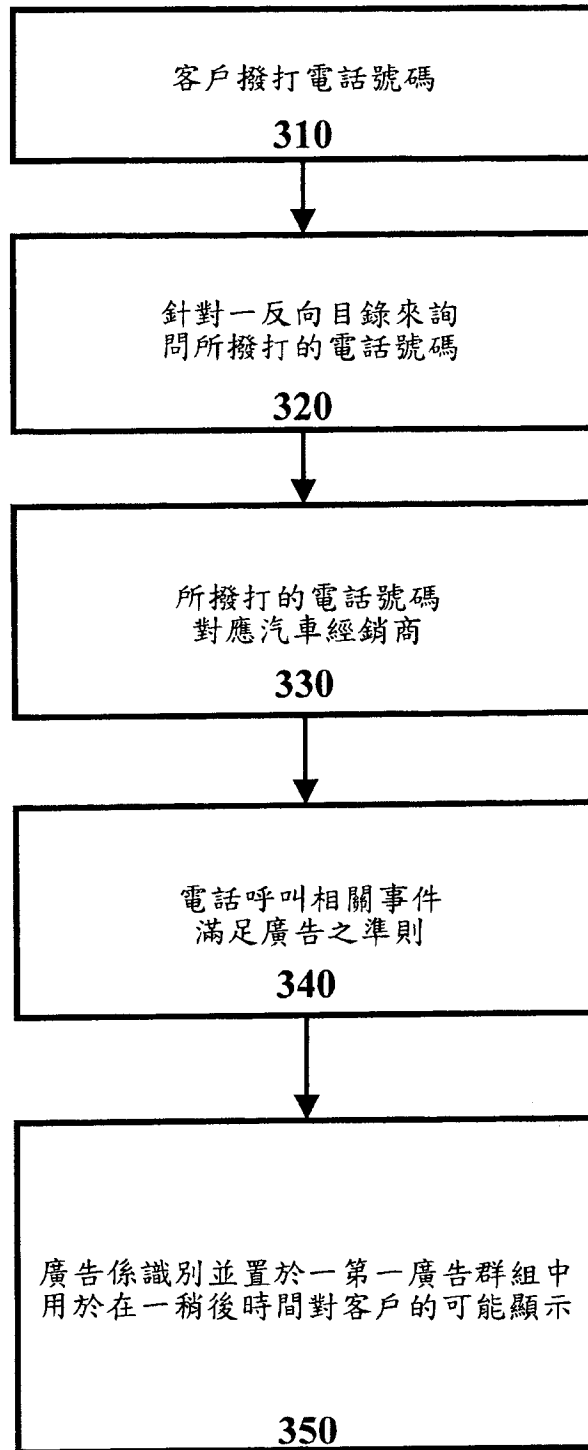 客戶撥打電話號碼
310
針對一反向目錄來詢
問所撥打的電話號碼
320
所撥打的電話號碼
對應汽車經銷商
330
電話呼叫相關事件
滿足廣告之準則
340
廣告係識別並置於一第一廣告群組中
用於在一稍後時間對客戶的可能顯示
350